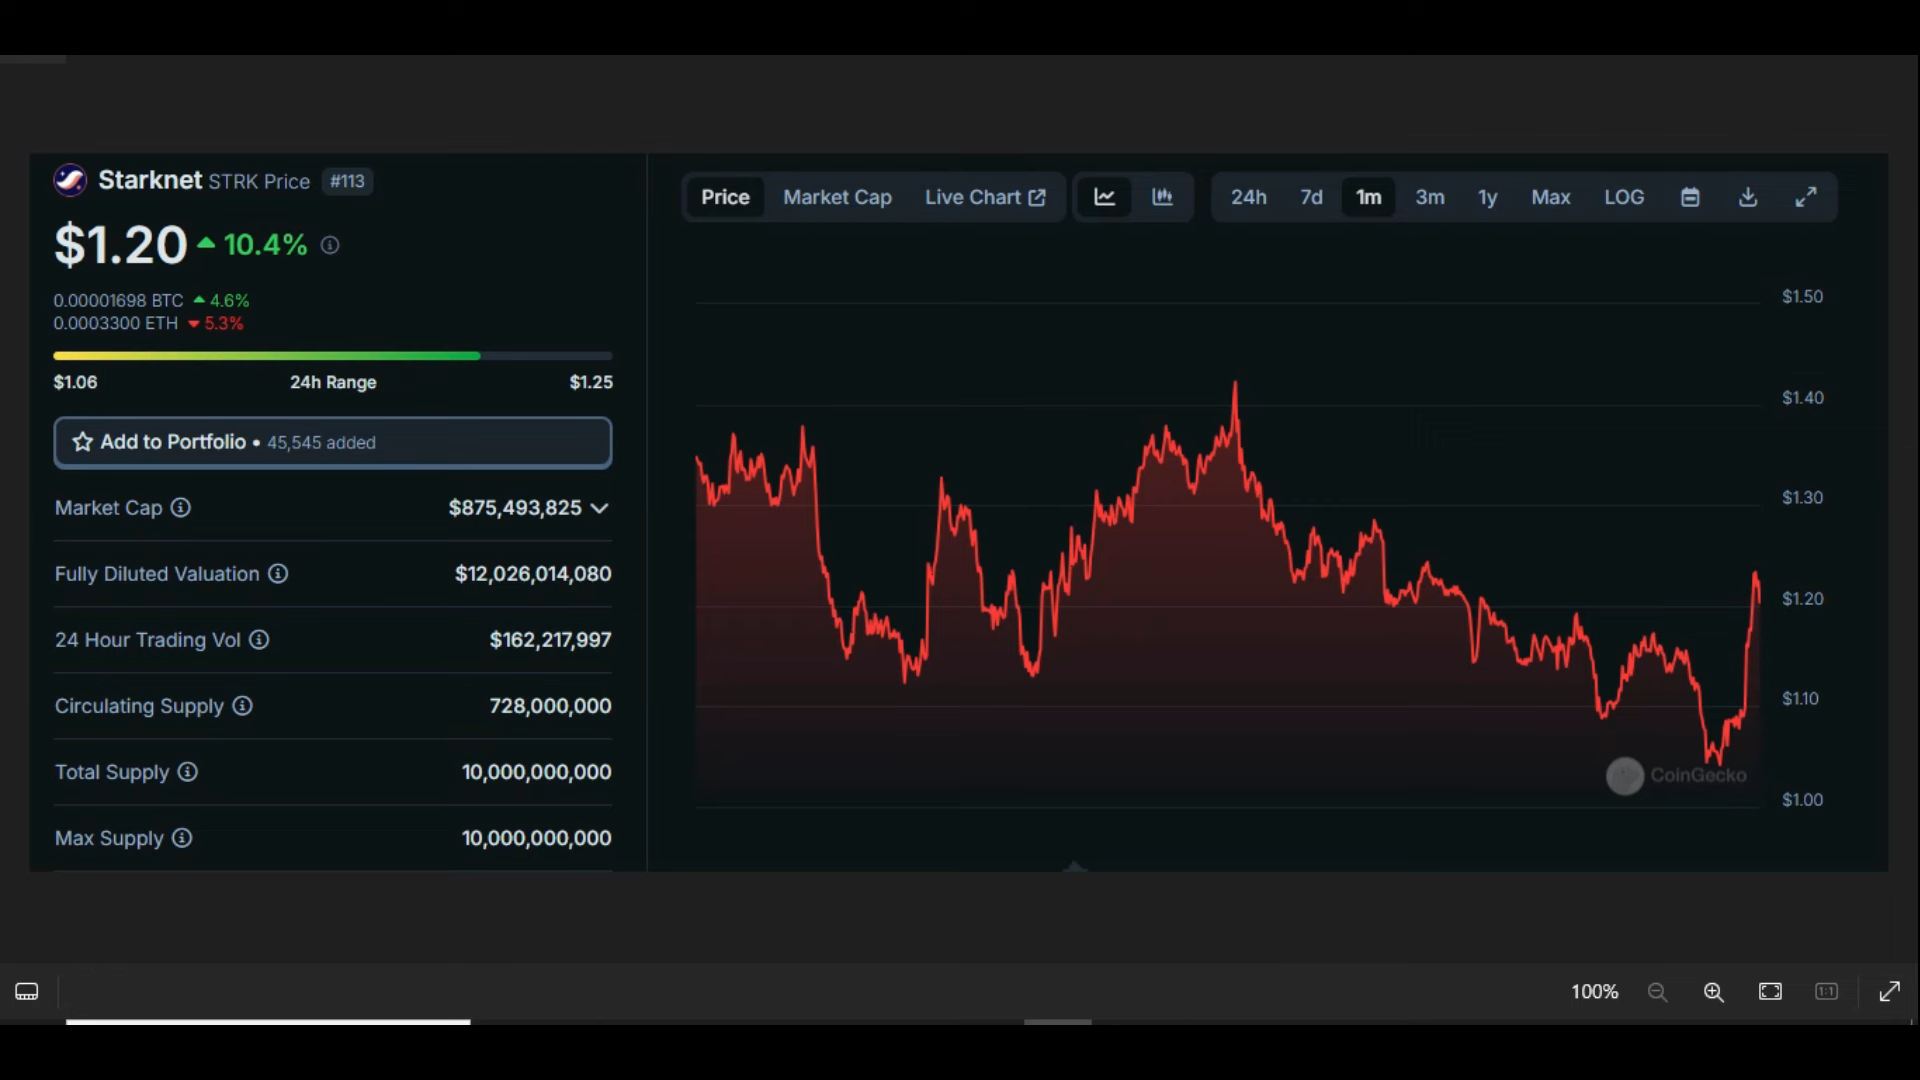 Starknet STRK Price #113
$1.20 10.4%
0.00001698 BTC 4.6%
0.0003300 ETH 5.3%
$1.06 24h Range $1.25
Add to Portfolio • 45,545 added
Market Cap $875,493,825
Fully Diluted Valuation $12,026,014,080
24 Hour Trading Vol $162,217,997
Circulating Supply 728,000,000
Total Supply 10,000,000,000
Max Supply 10,000,000,000
Price Market Cap Live Chart 24h 7d 1m 3m 1y Max LOG
$1.50
$1.40
$1.30
$1.20
$1.10
$1.00
CoinGecko
100% 1:1